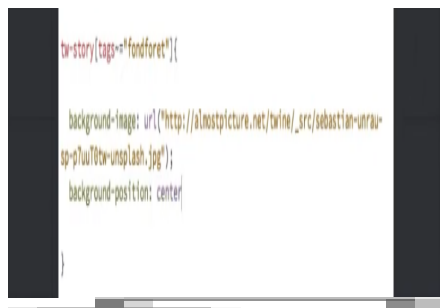 tw-story[tags~="fondforet"]{
background-image: url("http://almostpicture.net/twine/_src/sebastian-unrau-
sp-p7uuT0tw-unsplash.jpg");
background-position: center
}